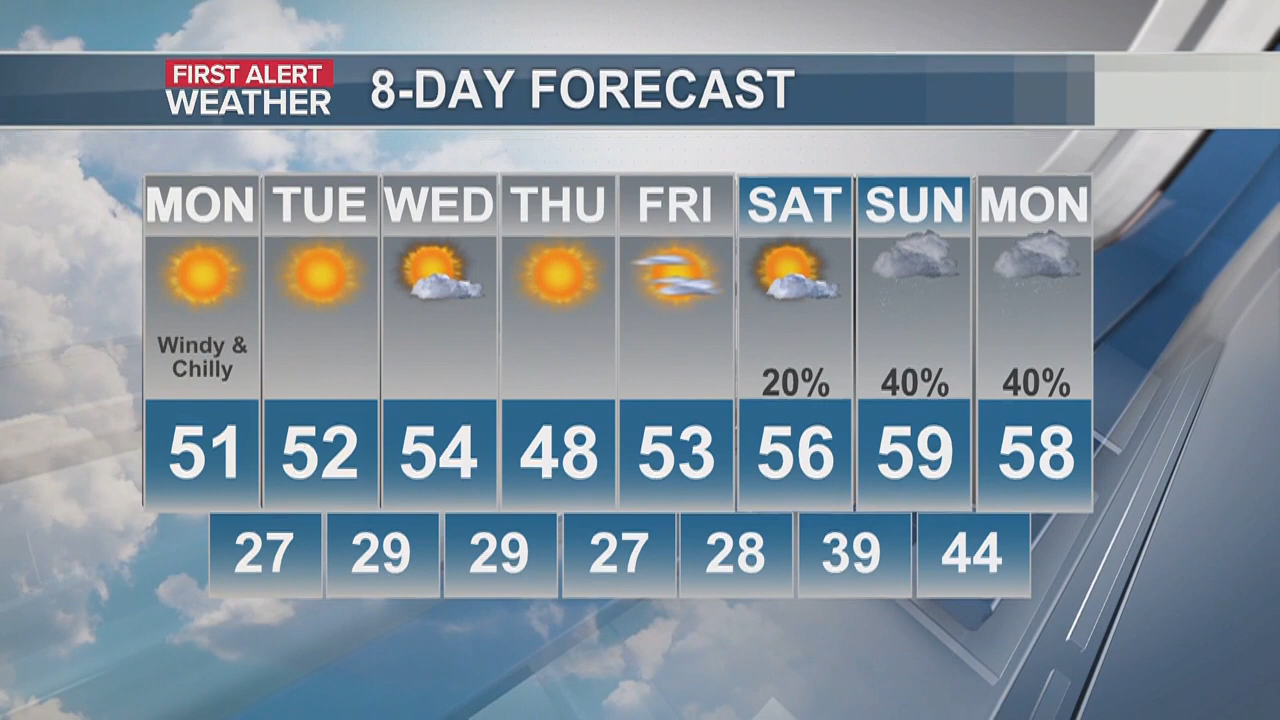 FIRST ALERT
WEATHER
8-DAY FORECAST
MON TUE WED THU FRI SAT SUN MON
Windy &
Chilly
20% 40% 40%
51 52 54 48 53 56 59 58
27 29 29 27 28 39 44